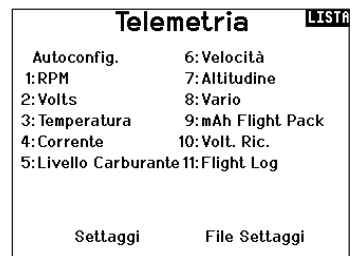 Telemetria LISTA
Autoconfig. 6: Velocità
1: RPM 7: Altitudine
2: Volts 8: Vario
3: Temperatura 9: mAh Flight Pack
4: Corrente 10: Volt. Ric.
5: Livello Carburante 11: Flight Log
Settaggi File Settaggi